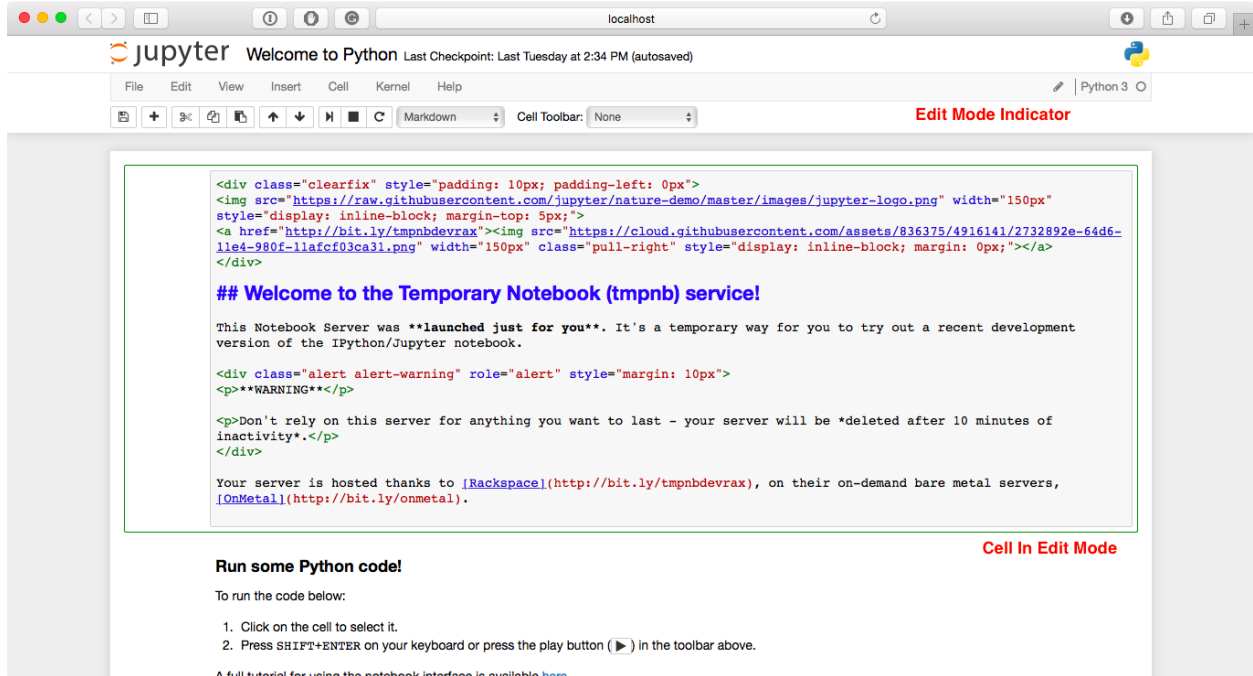 localhost
jupyter Welcome to Python Last Checkpoint: Last Tuesday at 2:34 PM (autosaved)
File Edit View Insert Cell Kernel Help Python 3
Markdown Cell Toolbar: None
Edit Mode Indicator
<div class="clearfix" style="padding: 10px; padding-left: 0px">
<img src="https://raw.githubusercontent.com/jupyter/nature-demo/master/images/jupyter-logo.png" width="150px"
style="display: inline-block; margin-top: 5px;">
<a href="http://bit.ly/tmpnbdevrax"><img src="https://cloud.githubusercontent.com/assets/836375/4916141/2732892e-64d6-
11e4-980f-11afcf03ca31.png" width="150px" class="pull-right" style="display: inline-block; margin: 0px;"></a>
</div>
## Welcome to the Temporary Notebook (tmpnb) service!
This Notebook Server was **launched just for you**. It's a temporary way for you to try out a recent development
version of the IPython/Jupyter notebook.
<div class="alert alert-warning" role="alert" style="margin: 10px">
<p>**WARNING**</p>
<p>Don't rely on this server for anything you want to last - your server will be *deleted after 10 minutes of
inactivity*.</p>
</div>
Your server is hosted thanks to [Rackspace](http://bit.ly/tmpnbdevrax), on their on-demand bare metal servers,
[OnMetal](http://bit.ly/onmetal).
Cell In Edit Mode
Run some Python code!
To run the code below:
1. Click on the cell to select it.
2. Press SHIFT+ENTER on your keyboard or press the play button (▶) in the toolbar above.
A full tutorial for using the notebook interface is available here